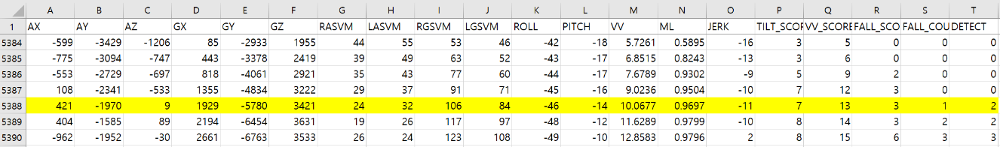 A B C D E F G H I J K L M N O P Q R S T
1 AX AY AZ GX GY GZ RASVM LASVM RGSVM LGSVM ROLL PITCH VV ML JERK TILT_SCOF VV_SCORE FALL_SCO FALL_COU DETECT
5384 -599 -3429 -1206 85 -2933 1955 44 55 53 46 -42 -18 5.7261 0.5895 -16 3 5 0 0 0
5385 -775 -3094 -747 443 -3378 2419 39 49 63 52 -43 -17 6.8515 0.8243 -13 3 6 0 0 0
5386 -553 -2729 -697 818 -4061 2921 35 43 77 60 -44 -17 7.6789 0.9302 -9 5 9 2 0 0
5387 108 -2341 -533 1355 -4834 3222 29 37 91 71 -45 -16 9.0236 0.9504 -10 7 12 3 0 0
5388 421 -1970 9 1929 -5780 3421 24 32 106 84 -46 -14 10.0677 0.9697 -11 7 13 3 1 2
5389 404 -1585 89 2194 -6454 3631 19 26 117 97 -48 -12 11.6289 0.9799 -10 8 14 3 2 2
5390 -962 -1952 -30 2661 -6763 3533 26 24 123 108 -49 -10 12.8583 0.9796 2 8 15 6 3 3